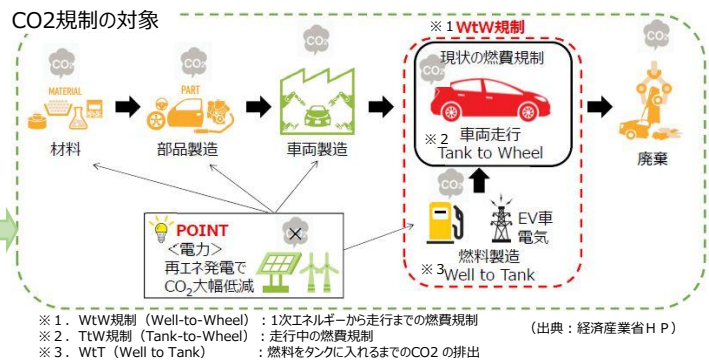 CO2規制の対象
※１WtW規制
CO2
CO2
CO2
CO2
現状の燃費規制
CO2
MATERIAL
PART
材料
部品製造
車両製造
※２
車両走行
Tank to Wheel
廃棄
CO2
POINT
<電力>
再エネ発電で
CO2大幅低減
EV車
電気
燃料製造
※３Well to Tank
※１．WtW規制（Well-to-Wheel）：1次エネルギーから走行までの燃費規制
※２．TtW規制（Tank-to-Wheel）：走行中の燃費規制
※３．WtT（Well to Tank）：燃料をタンクに入れるまでのCO2 の排出
（出典：経済産業省ＨＰ）